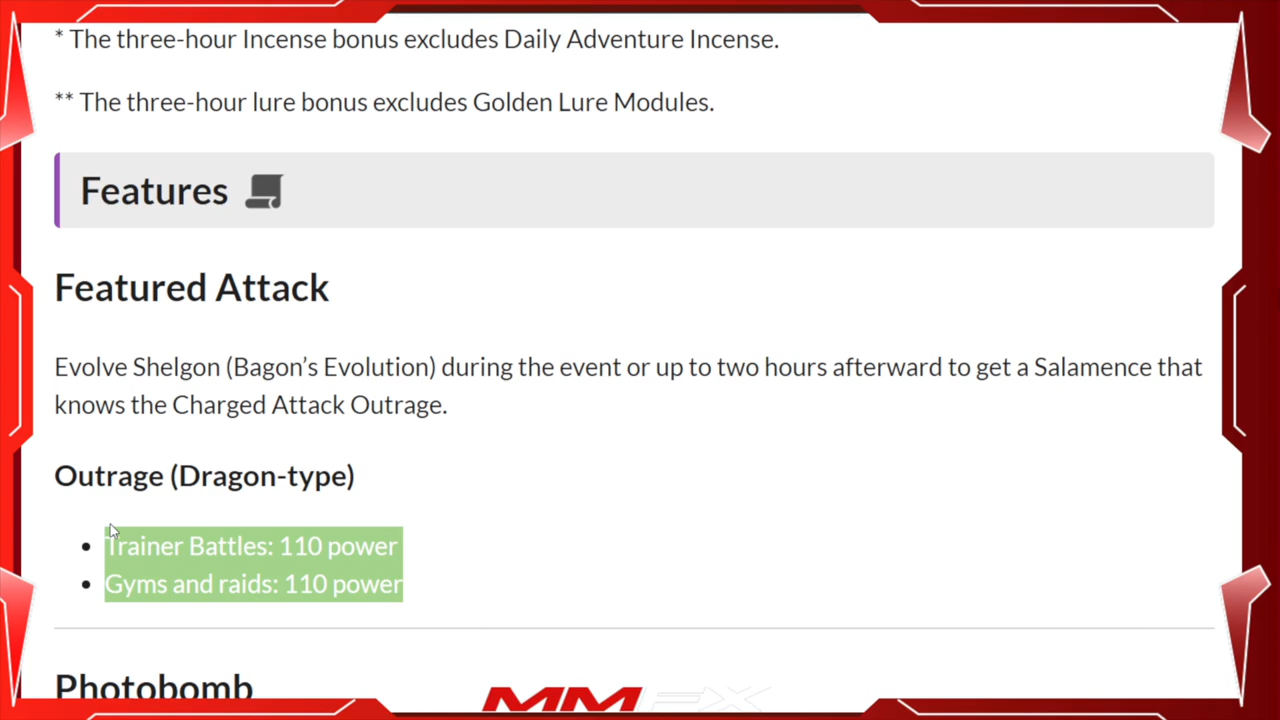 * The three-hour Incense bonus excludes Daily Adventure Incense.
** The three-hour lure bonus excludes Golden Lure Modules.
Features
Featured Attack
Evolve Shelgon (Bagon’s Evolution) during the event or up to two hours afterward to get a Salamence that
knows the Charged Attack Outrage.
Outrage (Dragon-type)
• Trainer Battles: 110 power
• Gyms and raids: 110 power
Photobomb
MMFX